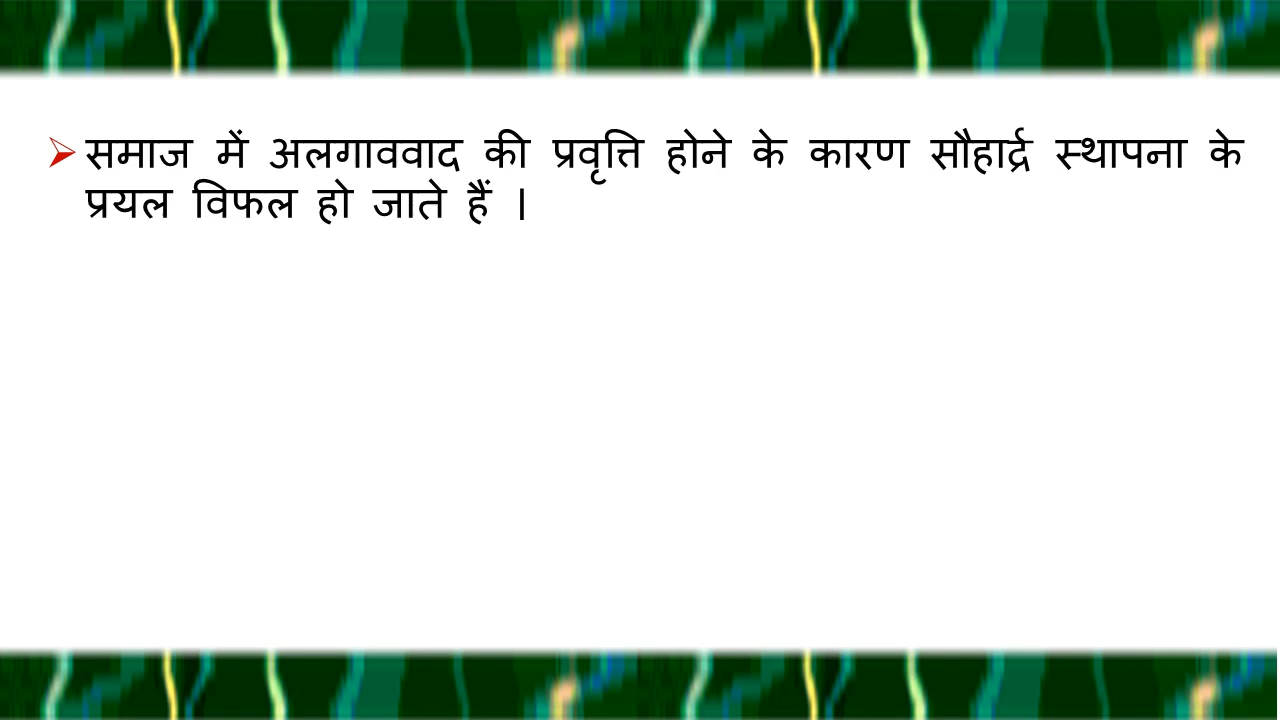 ➢ समाज में अलगाववाद की प्रवृत्ति होने के कारण सौहार्द्र स्थापना के
प्रयल विफल हो जाते हैं ।